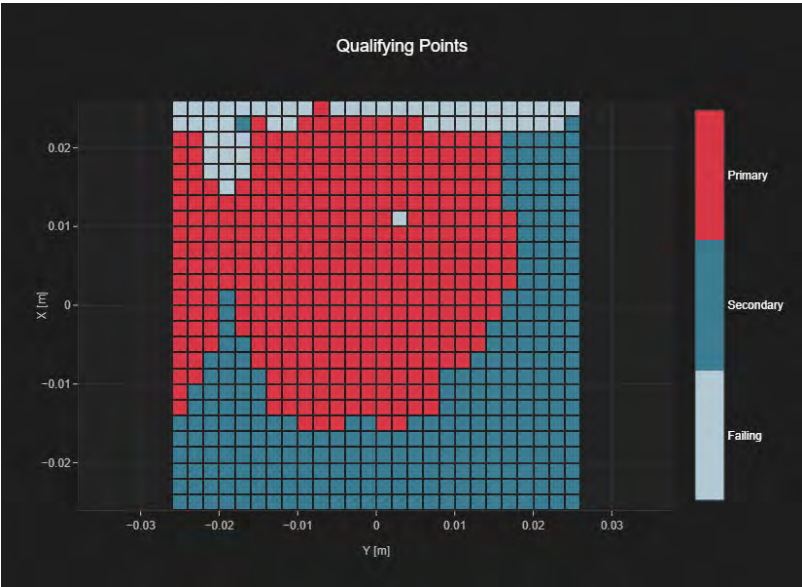 Qualifying Points
0.02
0.01
0
−0.01
−0.02
X [m]
−0.03
−0.02
−0.01
0
0.01
0.02
0.03
Y [m]
Primary
Secondary
Failing